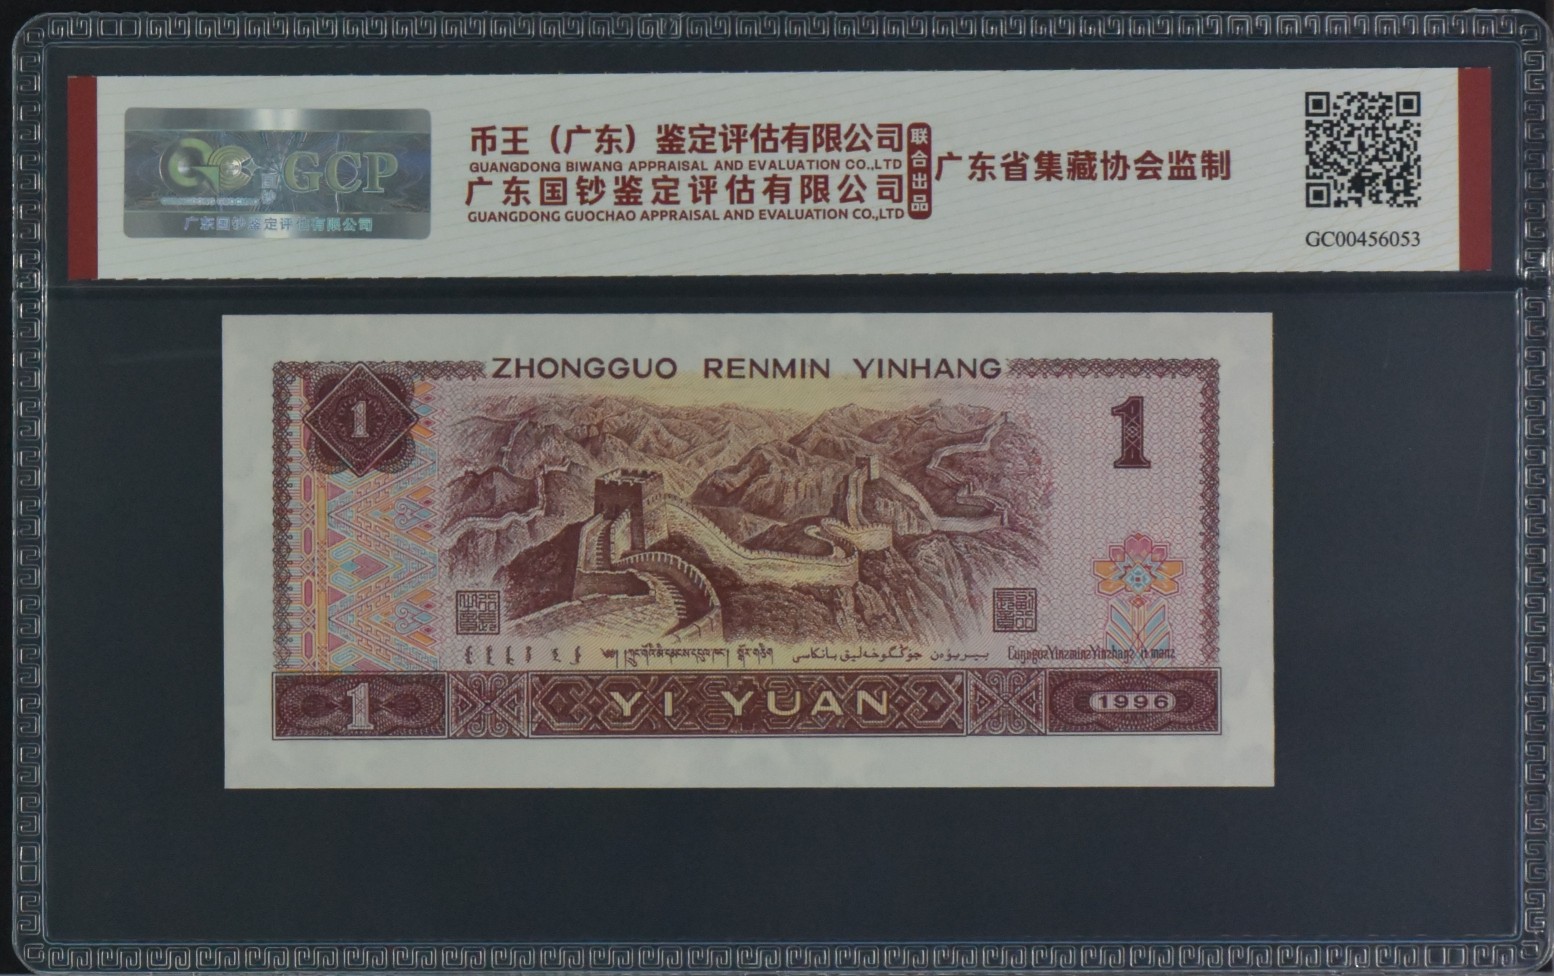 GCP
广东国钞鉴定评估有限公司
币王（广东）鉴定评估有限公司
GUANGDONG BIWANG APPRAISAL AND EVALUATION CO.,LTD
广东国钞鉴定评估有限公司
GUANGDONG GUOCHAO APPRAISAL AND EVALUATION CO.,LTD
联合出品
广东省集藏协会监制
GC00456053
ZHONGGUO RENMIN YINHANG
1
1
1 YI YUAN 1996